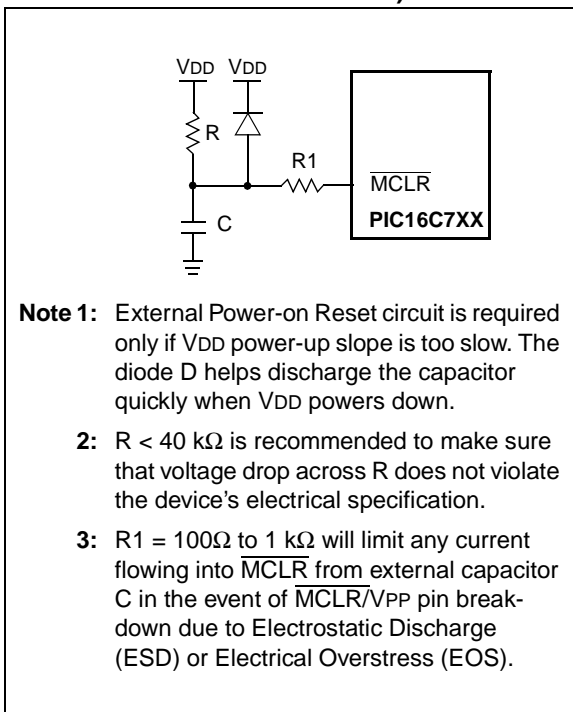 VDD VDD
R
R1
MCLR
C
PIC16C7XX
Note 1: External Power-on Reset circuit is required
only if VDD power-up slope is too slow. The
diode D helps discharge the capacitor
quickly when VDD powers down.
2: R < 40 kΩ is recommended to make sure
that voltage drop across R does not violate
the device's electrical specification.
3: R1 = 100Ω to 1 kΩ will limit any current
flowing into MCLR from external capacitor
C in the event of MCLR/VPP pin break-
down due to Electrostatic Discharge
(ESD) or Electrical Overstress (EOS).